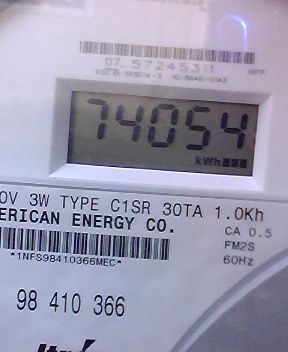 07 57245311
74054
kWh
0V 3W TYPE C1SR 30TA 1.0Kh
ERICAN ENERGY CO.
CA 0.5
FM2S
*1NFS98410366MEC*
60Hz
98 410 366